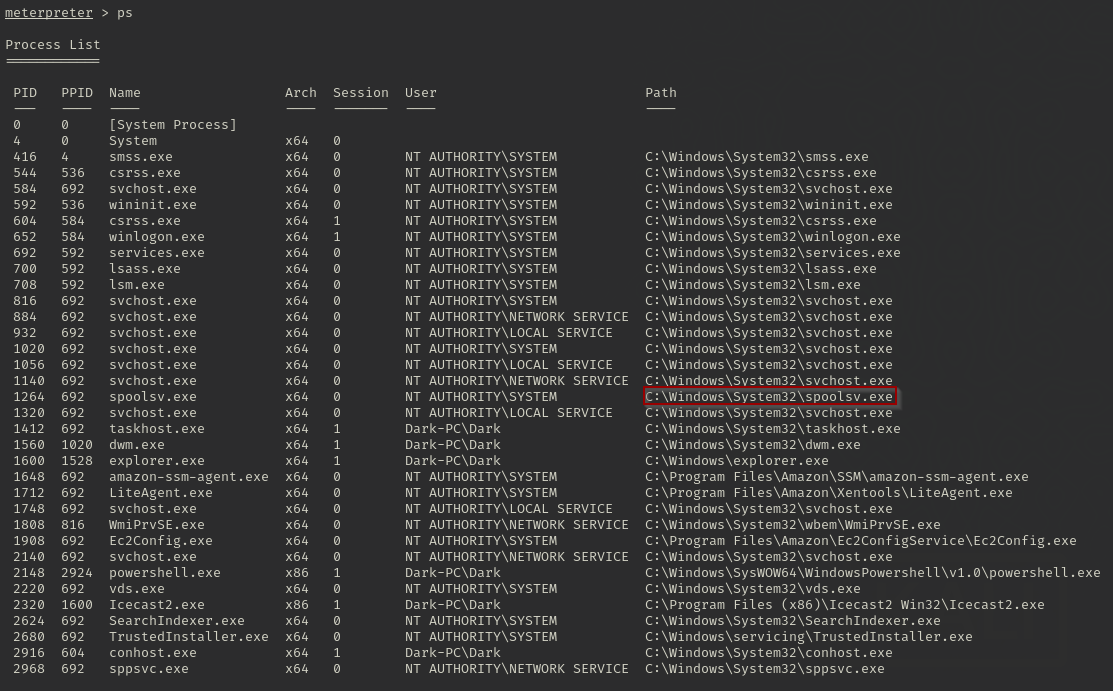 meterpreter > ps
Process List
PID PPID Name Arch Session User Path
0 0 [System Process]
4 0 System x64 0
416 4 smss.exe x64 0 NT AUTHORITY\SYSTEM C:\Windows\System32\smss.exe
544 536 csrss.exe x64 0 NT AUTHORITY\SYSTEM C:\Windows\System32\csrss.exe
584 692 svchost.exe x64 0 NT AUTHORITY\SYSTEM C:\Windows\System32\svchost.exe
592 536 wininit.exe x64 0 NT AUTHORITY\SYSTEM C:\Windows\System32\wininit.exe
604 584 csrss.exe x64 1 NT AUTHORITY\SYSTEM C:\Windows\System32\csrss.exe
652 584 winlogon.exe x64 1 NT AUTHORITY\SYSTEM C:\Windows\System32\winlogon.exe
692 592 services.exe x64 0 NT AUTHORITY\SYSTEM C:\Windows\System32\services.exe
700 592 lsass.exe x64 0 NT AUTHORITY\SYSTEM C:\Windows\System32\lsass.exe
708 592 lsm.exe x64 0 NT AUTHORITY\SYSTEM C:\Windows\System32\lsm.exe
816 692 svchost.exe x64 0 NT AUTHORITY\SYSTEM C:\Windows\System32\svchost.exe
884 692 svchost.exe x64 0 NT AUTHORITY\NETWORK SERVICE C:\Windows\System32\svchost.exe
932 692 svchost.exe x64 0 NT AUTHORITY\LOCAL SERVICE C:\Windows\System32\svchost.exe
1020 692 svchost.exe x64 0 NT AUTHORITY\SYSTEM C:\Windows\System32\svchost.exe
1056 692 svchost.exe x64 0 NT AUTHORITY\LOCAL SERVICE C:\Windows\System32\svchost.exe
1140 692 svchost.exe x64 0 NT AUTHORITY\NETWORK SERVICE C:\Windows\System32\svchost.exe
1264 692 spoolsv.exe x64 0 NT AUTHORITY\SYSTEM C:\Windows\System32\spoolsv.exe
1320 692 svchost.exe x64 0 NT AUTHORITY\LOCAL SERVICE C:\Windows\System32\svchost.exe
1412 692 taskhost.exe x64 1 Dark-PC\Dark C:\Windows\System32\taskhost.exe
1560 1020 dwm.exe x64 1 Dark-PC\Dark C:\Windows\System32\dwm.exe
1600 1528 explorer.exe x64 1 Dark-PC\Dark C:\Windows\explorer.exe
1648 692 amazon-ssm-agent.exe x64 0 NT AUTHORITY\SYSTEM C:\Program Files\Amazon\SSM\amazon-ssm-agent.exe
1712 692 LiteAgent.exe x64 0 NT AUTHORITY\SYSTEM C:\Program Files\Amazon\Xentools\LiteAgent.exe
1748 692 svchost.exe x64 0 NT AUTHORITY\LOCAL SERVICE C:\Windows\System32\svchost.exe
1808 816 WmiPrvSE.exe x64 0 NT AUTHORITY\NETWORK SERVICE C:\Windows\System32\wbem\WmiPrvSE.exe
1908 692 Ec2Config.exe x64 0 NT AUTHORITY\SYSTEM C:\Program Files\Amazon\Ec2ConfigService\Ec2Config.exe
2140 692 svchost.exe x64 0 NT AUTHORITY\NETWORK SERVICE C:\Windows\System32\svchost.exe
2148 2924 powershell.exe x86 1 Dark-PC\Dark C:\Windows\SysWOW64\WindowsPowershell\v1.0\powershell.exe
2220 692 vds.exe x64 0 NT AUTHORITY\SYSTEM C:\Windows\System32\vds.exe
2320 1600 Icecast2.exe x86 1 Dark-PC\Dark C:\Program Files (x86)\Icecast2 Win32\Icecast2.exe
2624 692 SearchIndexer.exe x64 0 NT AUTHORITY\SYSTEM C:\Windows\System32\SearchIndexer.exe
2680 692 TrustedInstaller.exe x64 0 NT AUTHORITY\SYSTEM C:\Windows\servicing\TrustedInstaller.exe
2916 604 conhost.exe x64 1 Dark-PC\Dark C:\Windows\System32\conhost.exe
2968 692 sppsvc.exe x64 0 NT AUTHORITY\NETWORK SERVICE C:\Windows\System32\sppsvc.exe